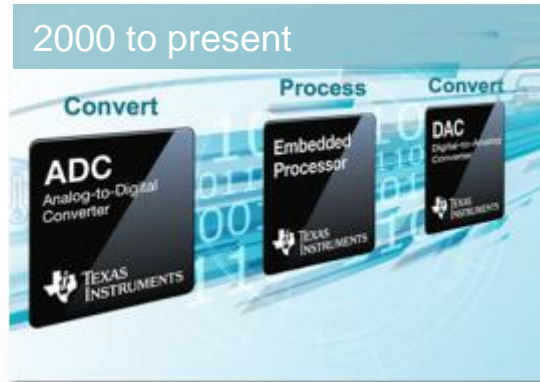 2000 to present
Convert
Process
Convert
ADC
Analog-to-Digital
Converter
TEXAS
INSTRUMENTS
Embedded
Processor
TEXAS
INSTRUMENTS
DAC
Digital-to-Analog
Converter
TEXAS
INSTRUMENTS